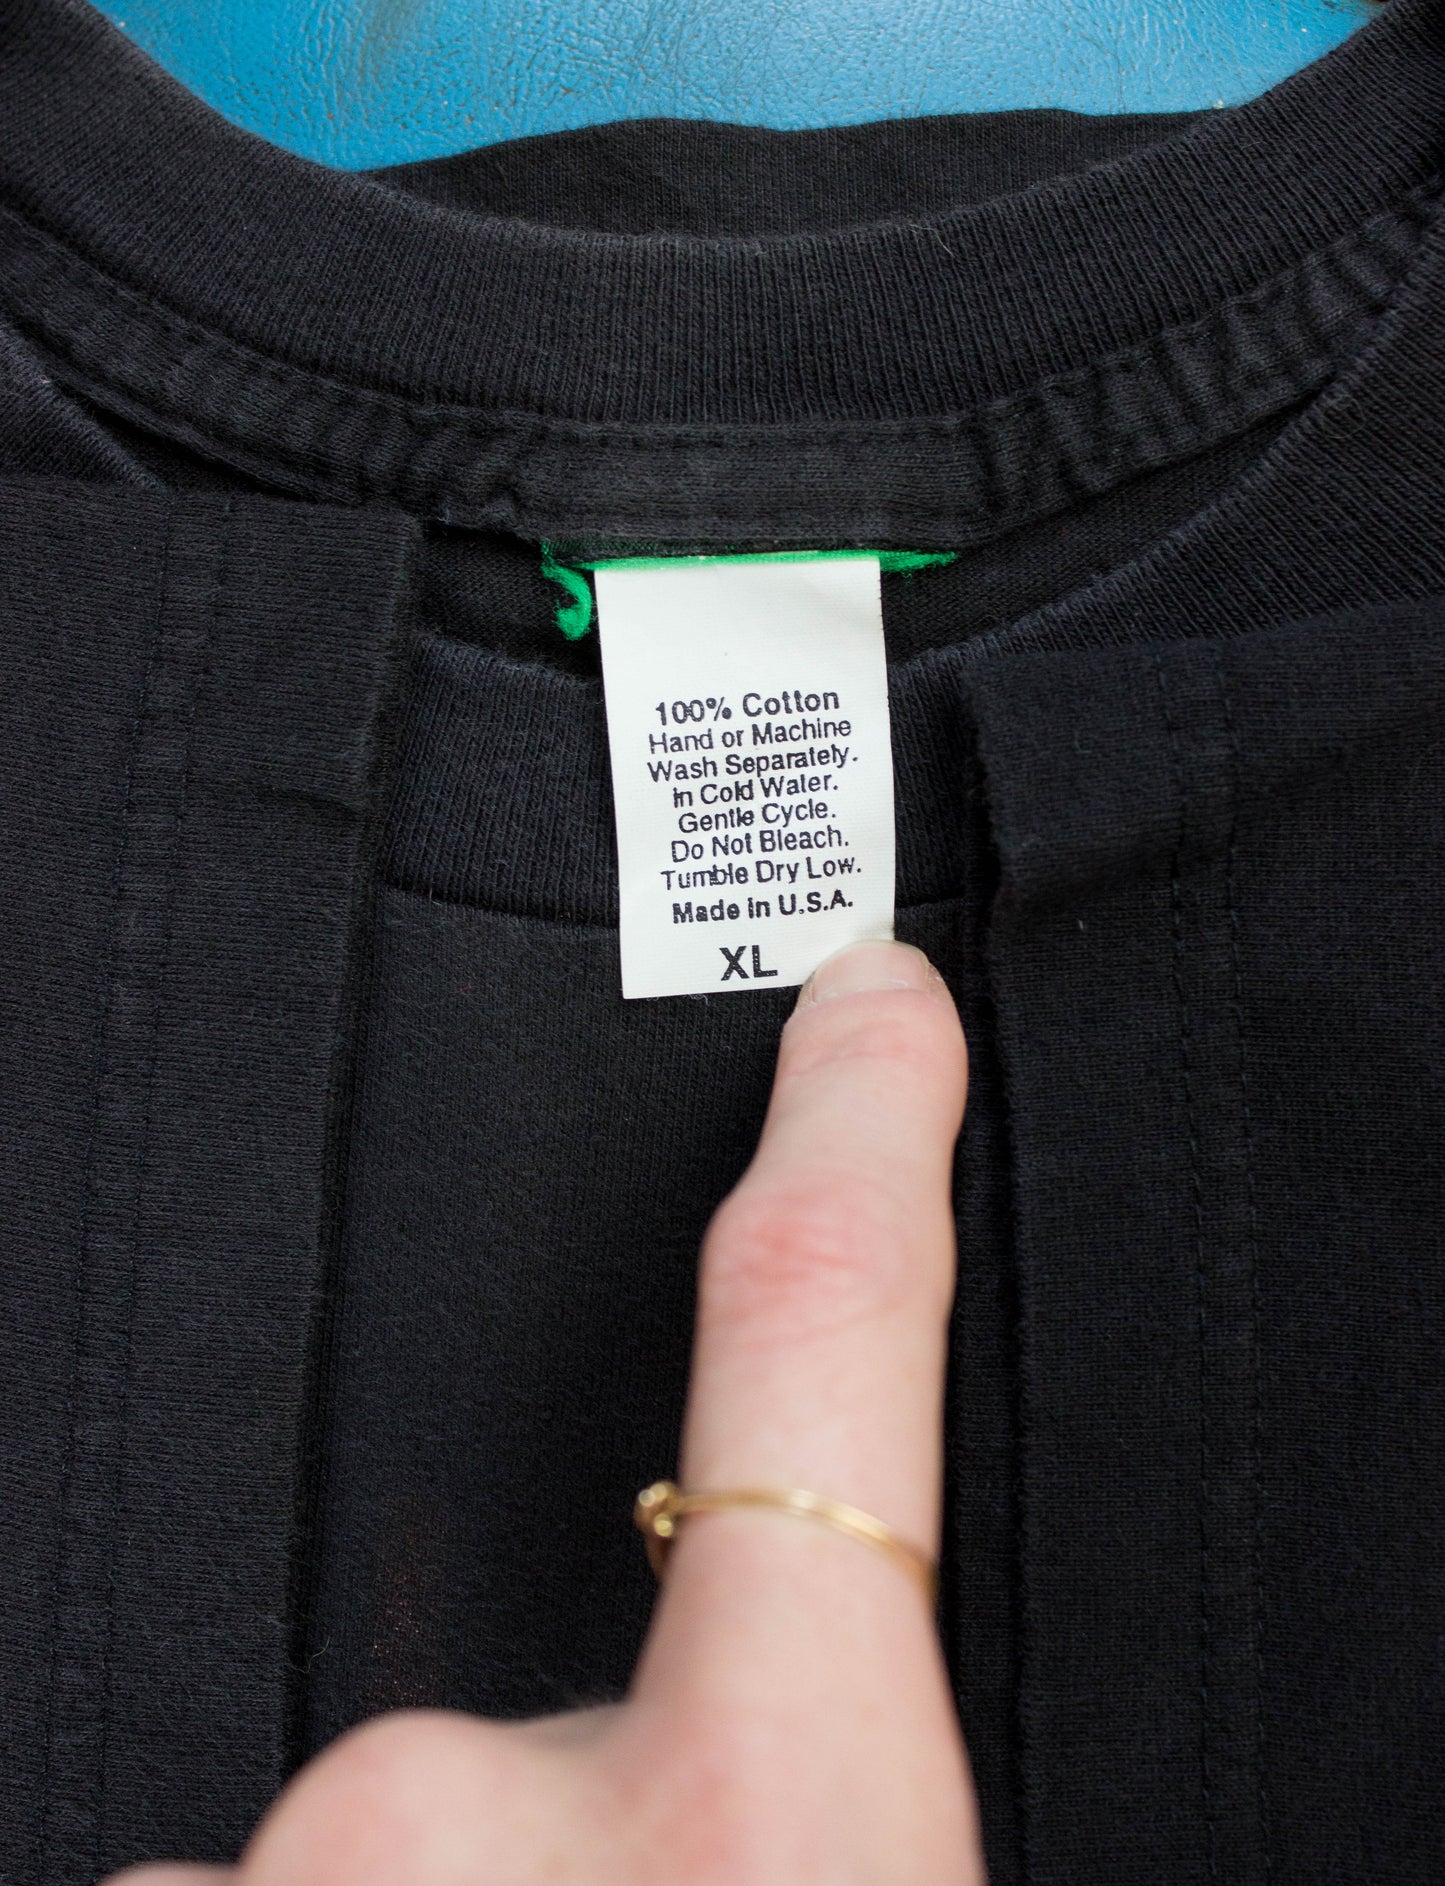 100% Cotton
Hand or Machine
Wash Separately.
In Cold Water.
Gentle Cycle.
Do Not Bleach.
Tumble Dry Low.
Made in U.S.A.
XL